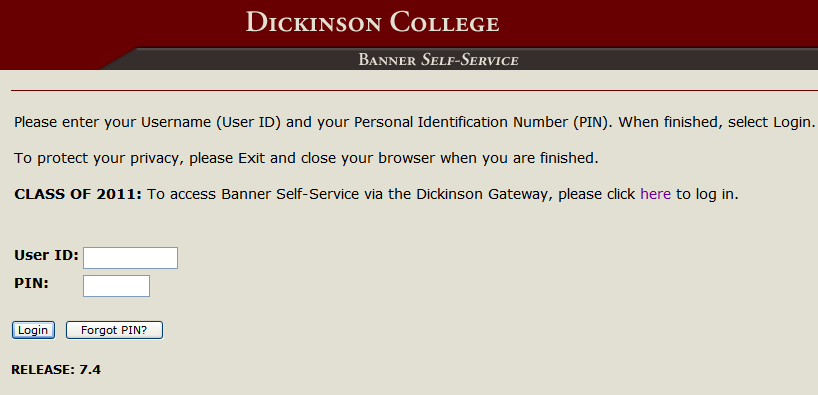 DICKINSON COLLEGE
BANNER SELF-SERVICE
Please enter your Username (User ID) and your Personal Identification Number (PIN). When finished, select Login.
To protect your privacy, please Exit and close your browser when you are finished.
CLASS OF 2011: To access Banner Self-Service via the Dickinson Gateway, please click here to log in.
User ID:
PIN:
Login Forgot PIN?
RELEASE: 7.4